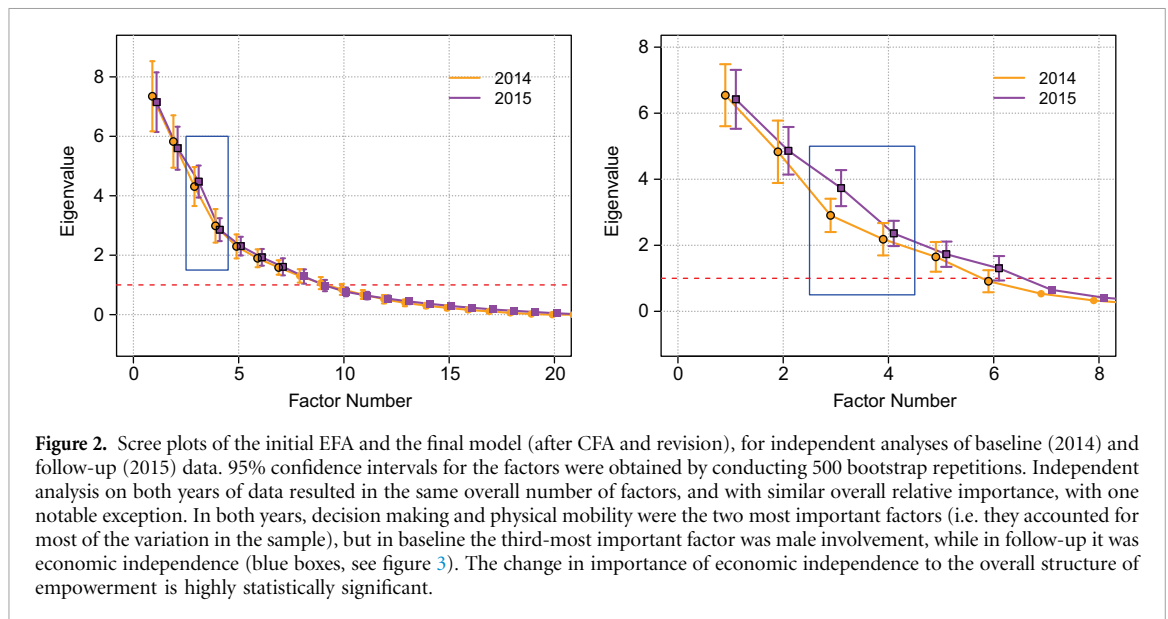 8
6
4
2
0
Eigenvalue
2014
2015
0
5
10
15
20
Factor Number
8
6
4
2
0
Eigenvalue
2014
2015
0
2
4
6
8
Factor Number
Figure 2. Scree plots of the initial EFA and the final model (after CFA and revision), for independent analyses of baseline (2014) and
follow-up (2015) data. 95% confidence intervals for the factors were obtained by conducting 500 bootstrap repetitions. Independent
analysis on both years of data resulted in the same overall number of factors, and with similar overall relative importance, with one
notable exception. In both years, decision making and physical mobility were the two most important factors (i.e. they accounted for
most of the variation in the sample), but in baseline the third-most important factor was male involvement, while in follow-up it was
economic independence (blue boxes, see figure 3). The change in importance of economic independence to the overall structure of
empowerment is highly statistically significant.